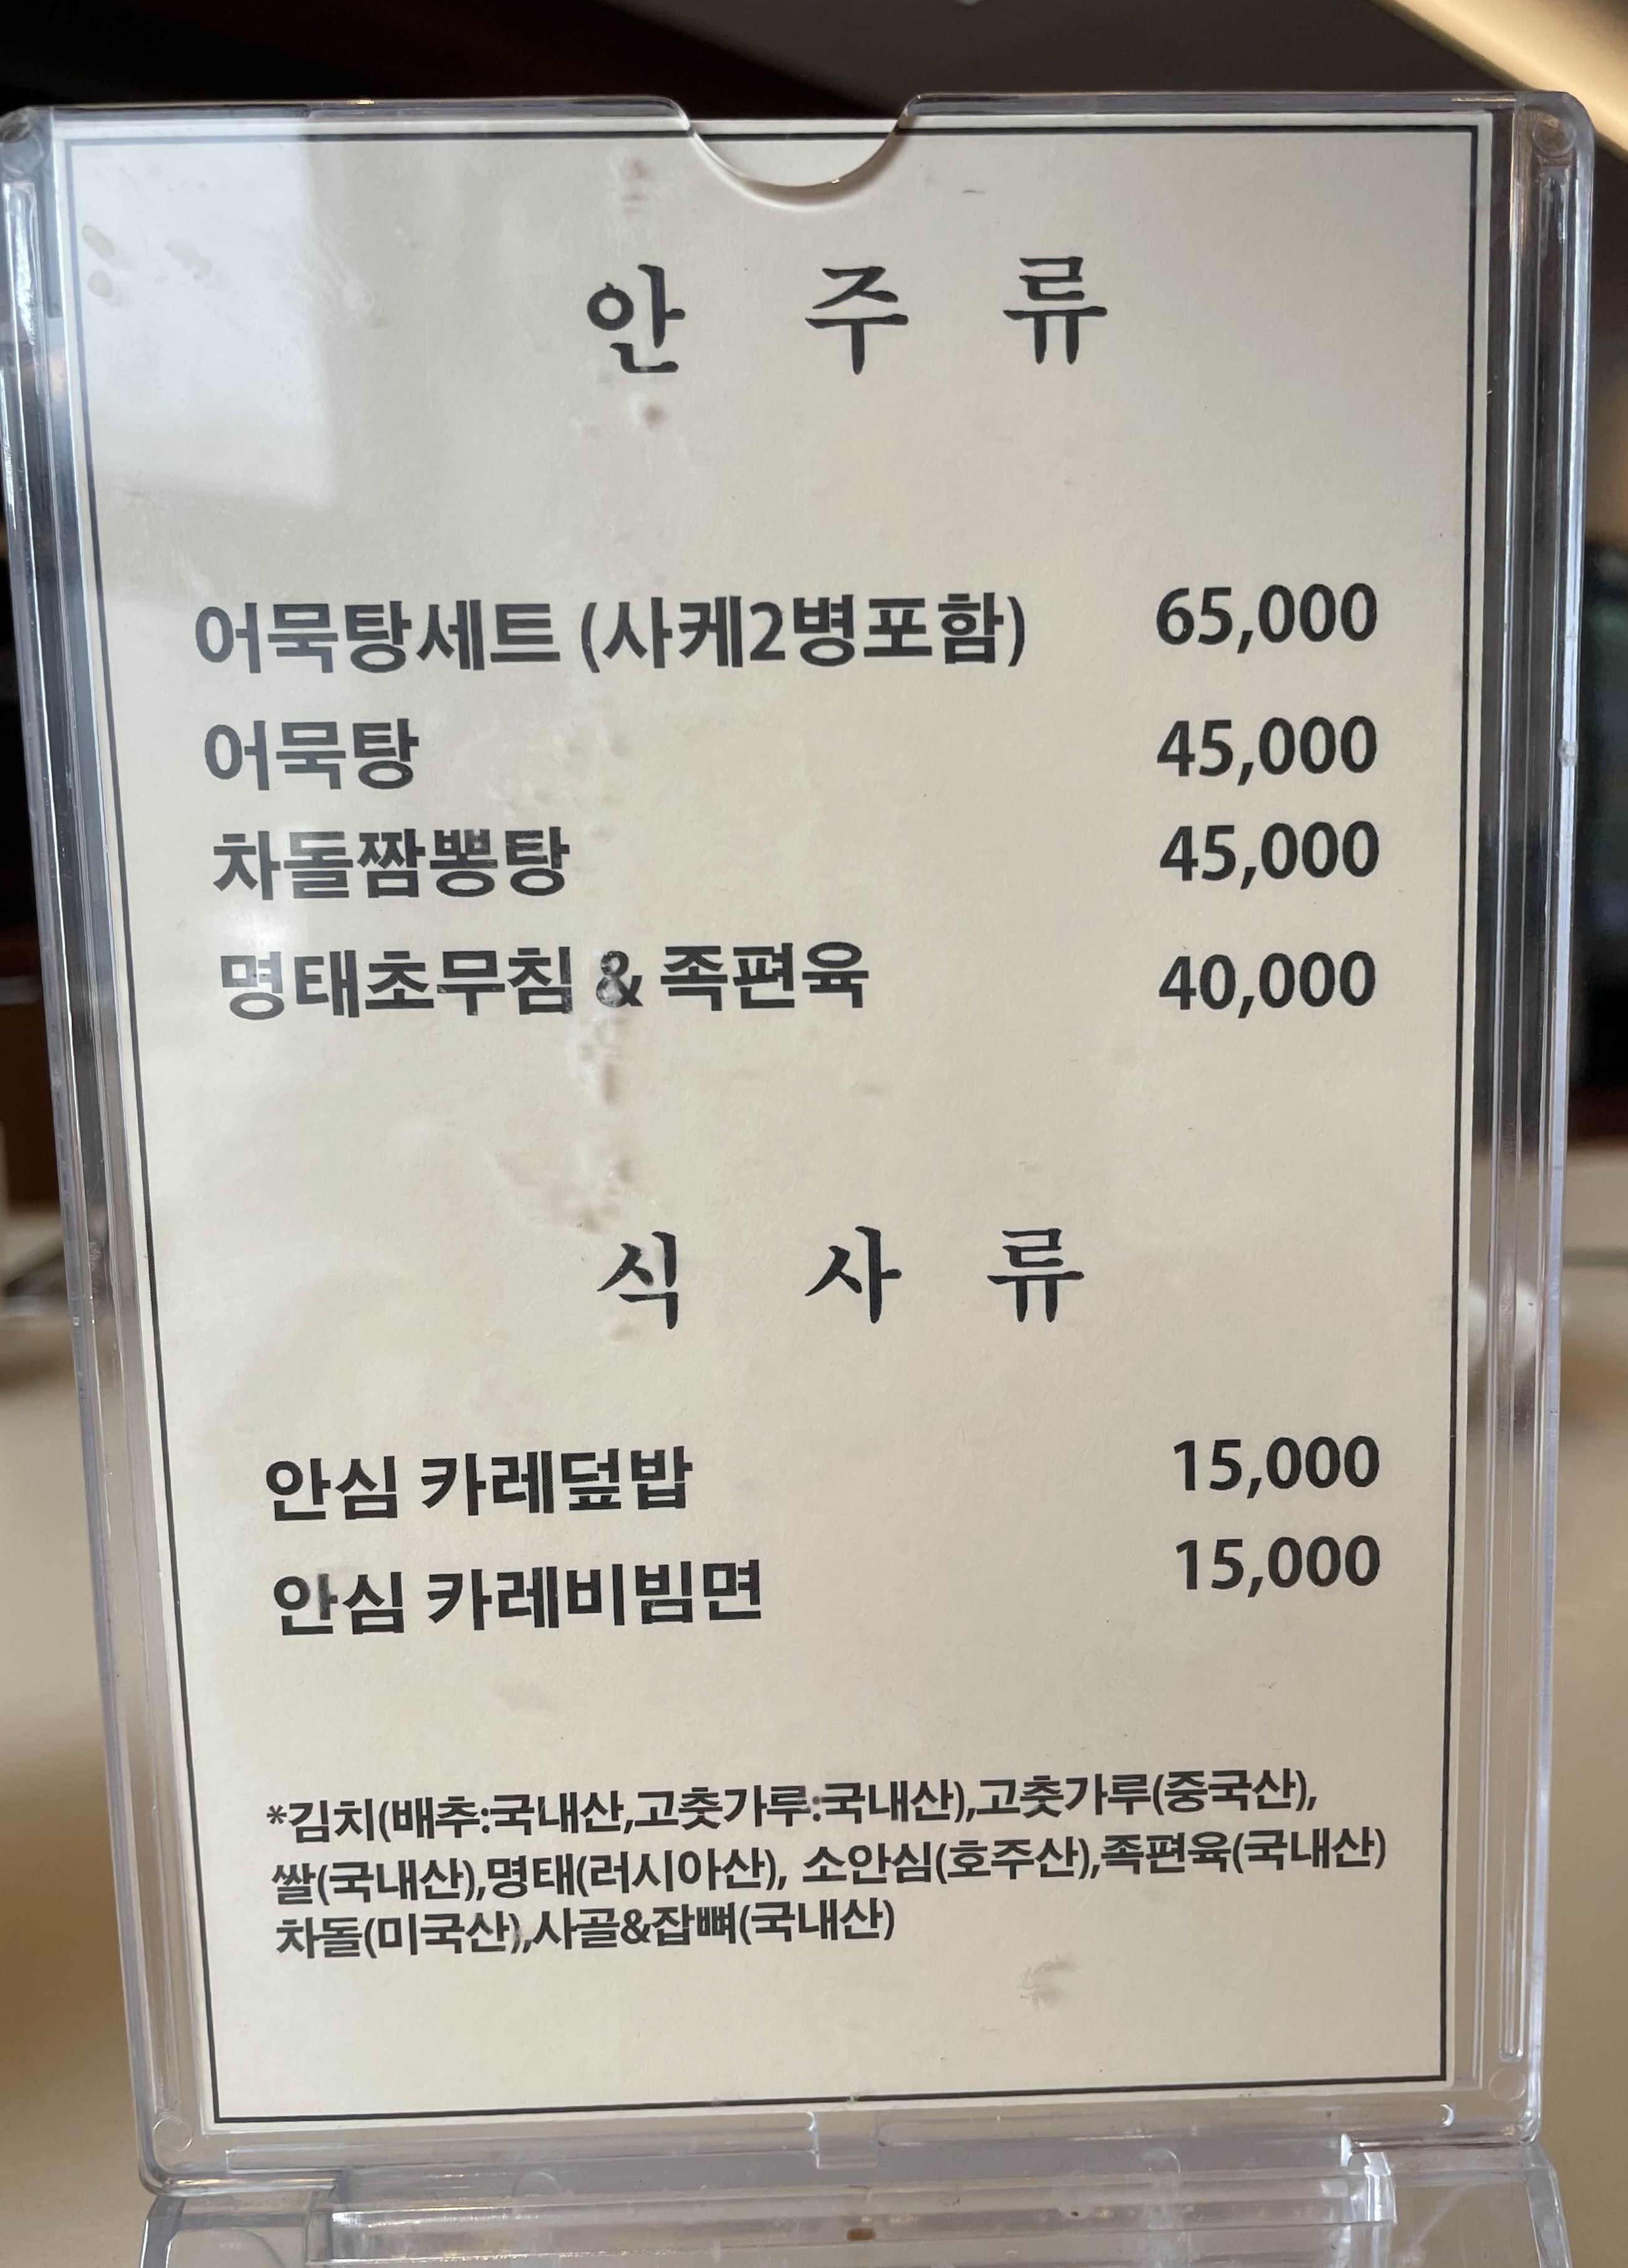 안 주 류
어묵탕세트 (사케2병포함) 65,000
어묵탕 45,000
차돌짬뽕탕 45,000
명태초무침 & 족편육 40,000
식 사 류
안심 카레덮밥 15,000
안심 카레비빔면 15,000
*김치(배추:국내산,고춧가루:국내산),고춧가루(중국산),
쌀(국내산),명태(러시아산), 소안심(호주산),족편육(국내산)
차돌(미국산),사골&잡뼈(국내산)